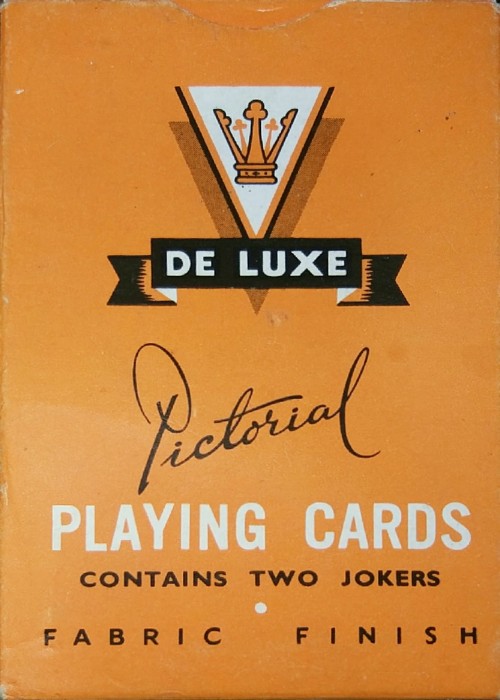 DE LUXE
Pictorial
PLAYING CARDS
CONTAINS TWO JOKERS
FABRIC FINISH